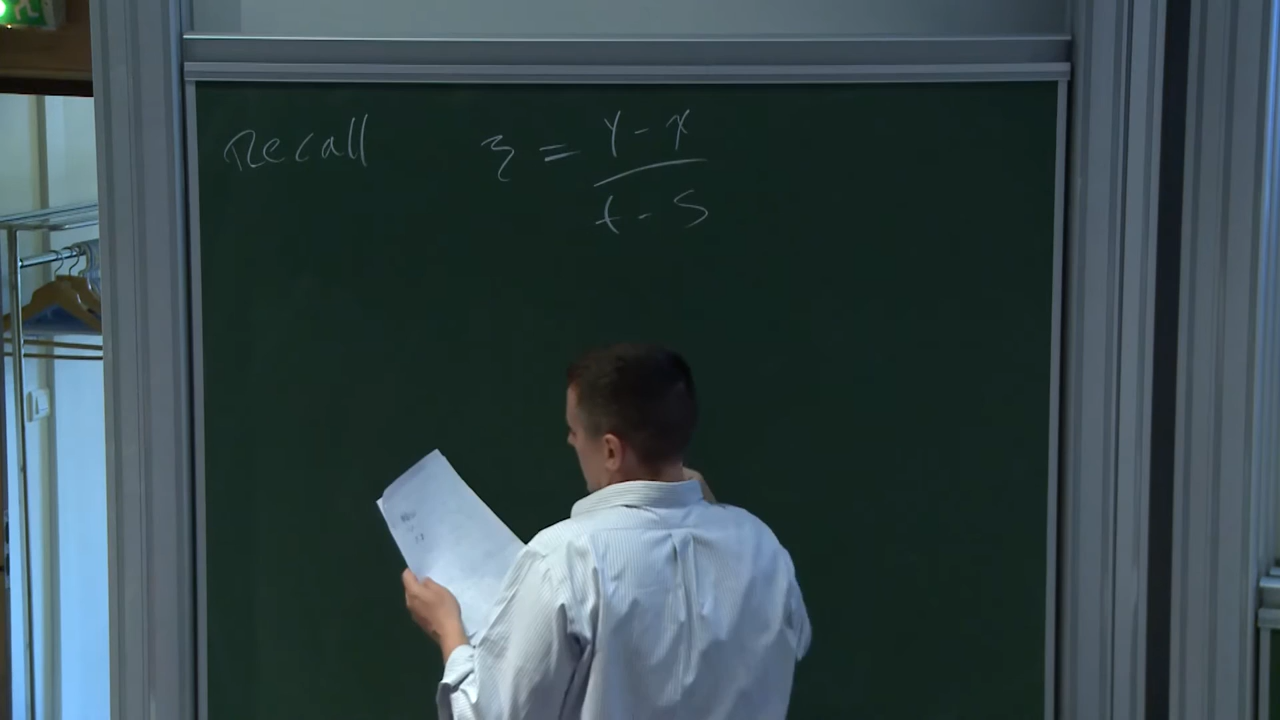 Recall ξ = y - x / t - s